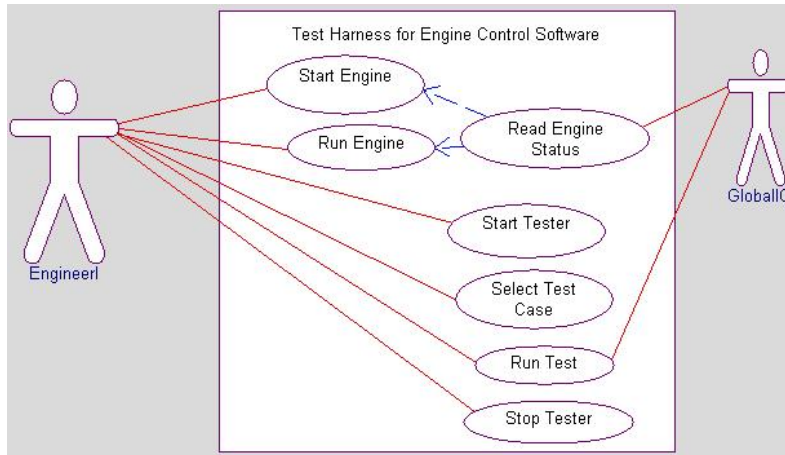 Test Harness for Engine Control Software
Start Engine
Run Engine
Read Engine
Status
Start Tester
Select Test
Case
Run Test
Stop Tester
EngineerI